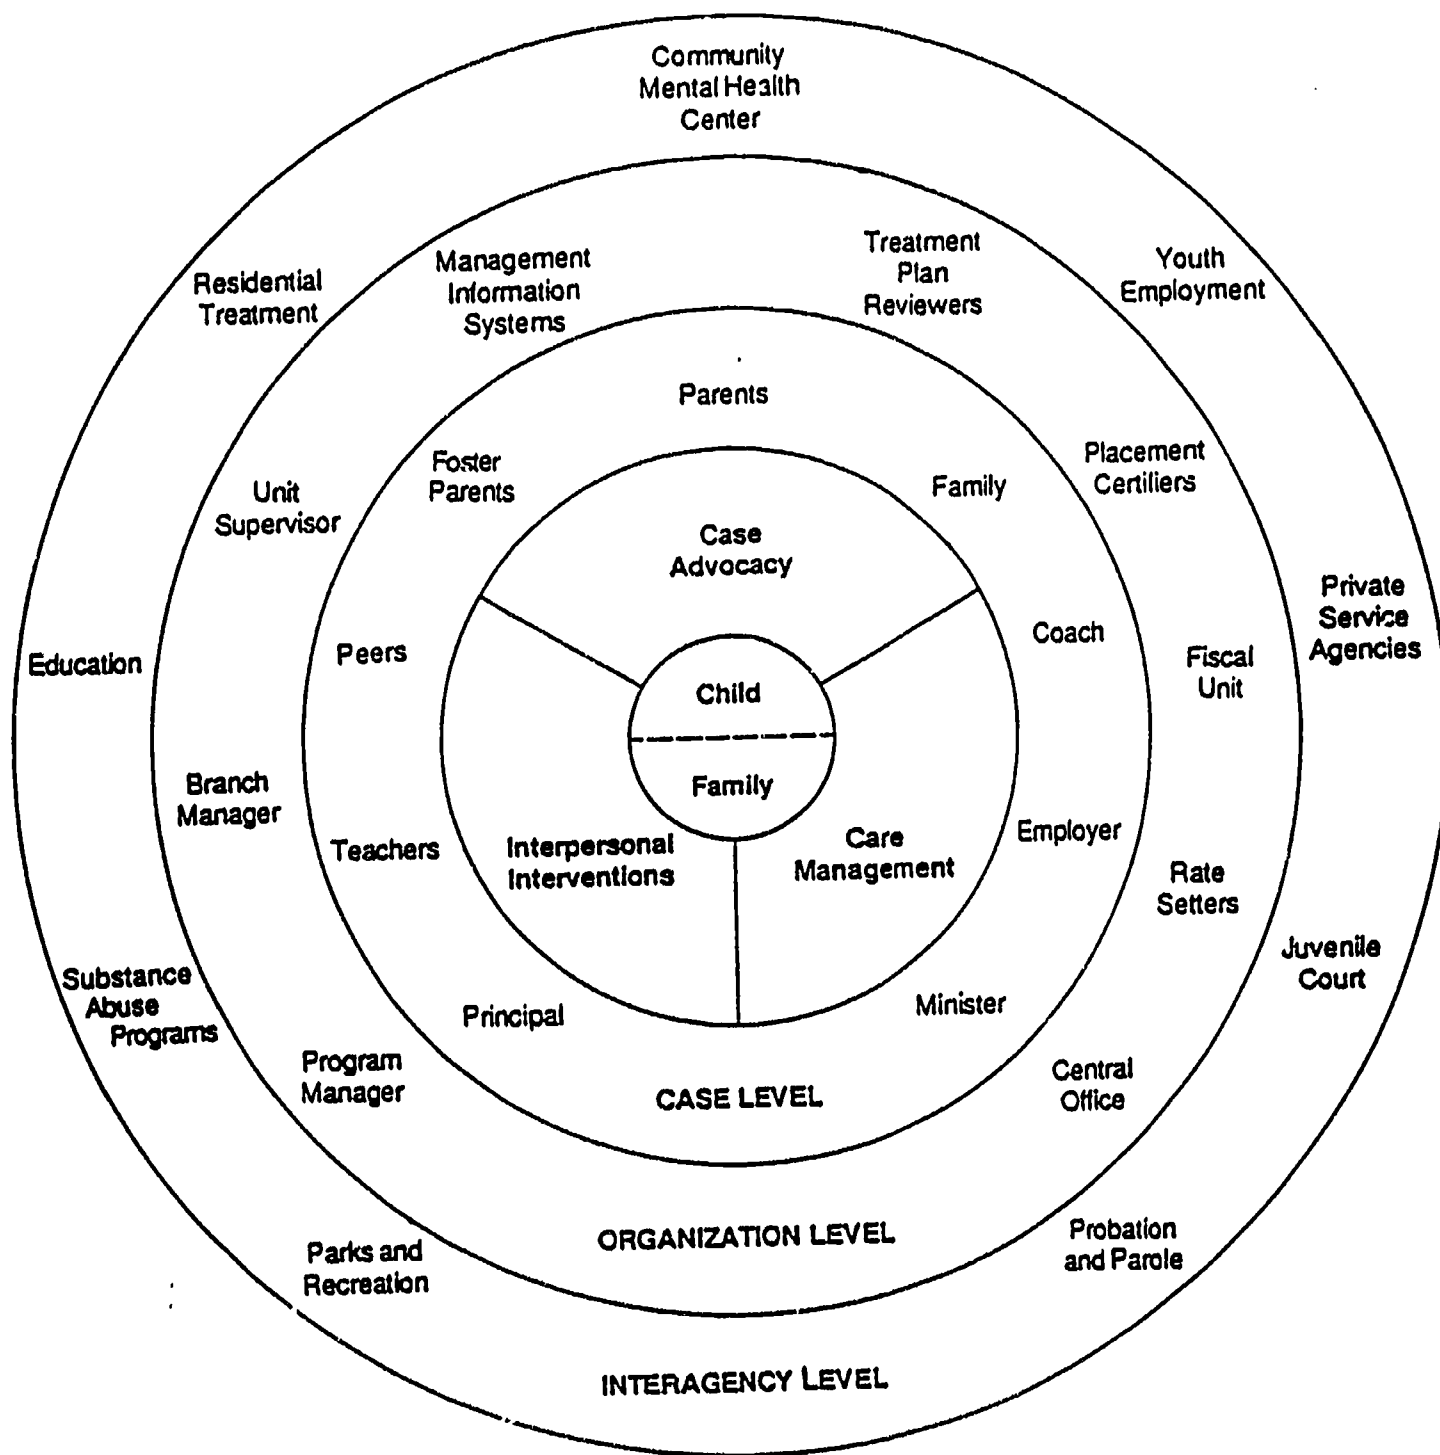 Community
Mental Health
Center
Residential
Treatment
Management
Information
Systems
Treatment
Plan
Reviewers
Youth
Employment
Parents
Foster
Parents
Family
Placement
Certiliers
Unit
Supervisor
Case
Advocacy
Private
Service
Agencies
Education
Peers
Coach
Fiscal
Unit
Child
Family
Branch
Manager
Teachers
Interpersonal
Interventions
Care
Management
Employer
Rate
Setters
Juvenile
Court
Substance
Abuse
Programs
Principal
Minister
Program
Manager
CASE LEVEL
Central
Office
ORGANIZATION LEVEL
Parks and
Recreation
Probation
and Parole
INTERAGENCY LEVEL